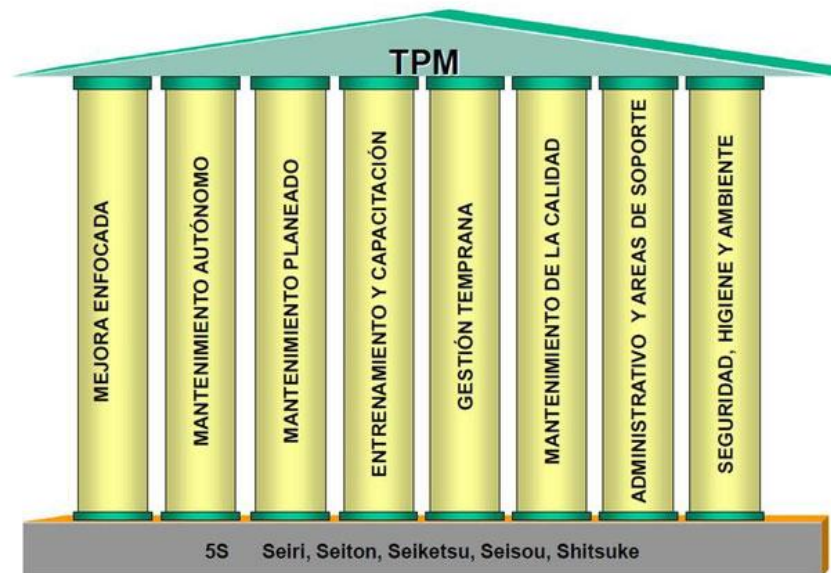 TPM
MEJORA ENFOCADA
MANTENIMIENTO AUTÓNOMO
MANTENIMIENTO PLANEADO
ENTRENAMIENTO Y CAPACITACIÓN
GESTIÓN TEMPRANA
MANTENIMIENTO DE LA CALIDAD
ADMINISTRATIVO Y AREAS DE SOPORTE
SEGURIDAD, HIGIENE Y AMBIENTE
5S Seiri, Seiton, Seiketsu, Seisou, Shitsuke